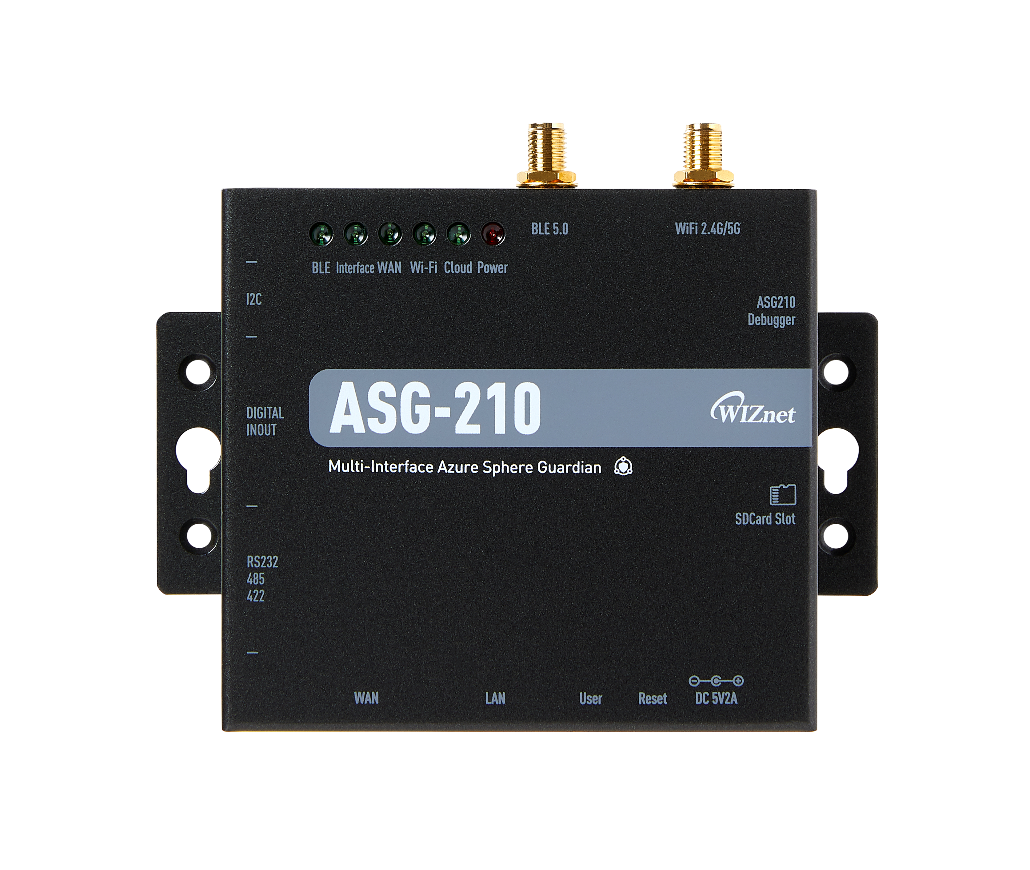 BLE 5.0
WiFi 2.4G/5G
BLE Interface WAN Wi-Fi Cloud Power
I2C
ASG210
Debugger
ASG-210
WIZnet
DIGITAL
INOUT
Multi-Interface Azure Sphere Guardian
SDCard Slot
RS232
485
422
WAN
LAN
User
Reset
DC 5V2A